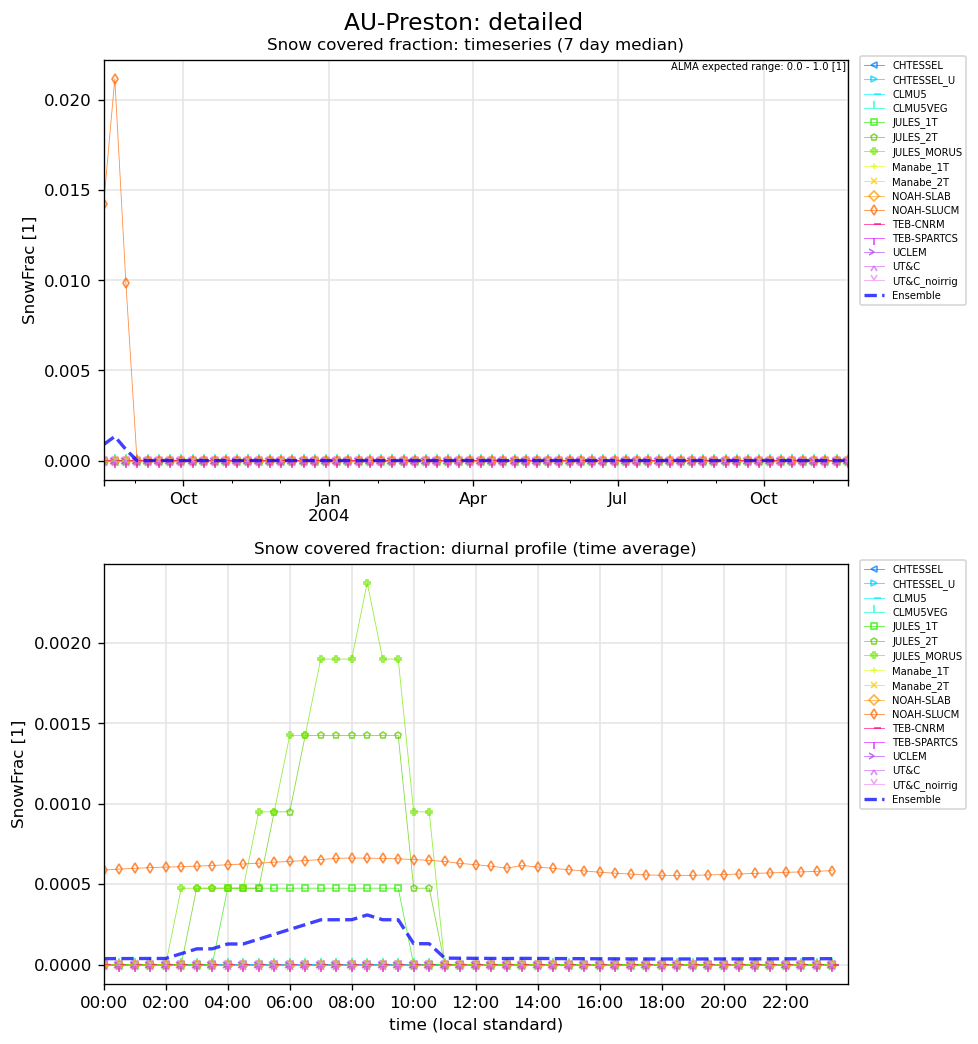 AU-Preston: detailed
Snow covered fraction: timeseries (7 day median)
ALMA expected range: 0.0 - 1.0 [1]
SnowFrac [1]
0.020
0.015
0.010
0.005
0.000
Oct
Jan
2004
Apr
Jul
Oct
CHTESSEL
CHTESSEL_U
CLMU5
CLMU5VEG
JULES_1T
JULES_2T
JULES_MORUS
Manabe_1T
Manabe_2T
NOAH-SLAB
NOAH-SLUCM
TEB-CNRM
TEB-SPARTCS
UCLEM
UT&C
UT&C_noirrig
Ensemble
Snow covered fraction: diurnal profile (time average)
SnowFrac [1]
0.0020
0.0015
0.0010
0.0005
0.0000
00:00
02:00
04:00
06:00
08:00
10:00
12:00
14:00
16:00
18:00
20:00
22:00
time (local standard)
CHTESSEL
CHTESSEL_U
CLMU5
CLMU5VEG
JULES_1T
JULES_2T
JULES_MORUS
Manabe_1T
Manabe_2T
NOAH-SLAB
NOAH-SLUCM
TEB-CNRM
TEB-SPARTCS
UCLEM
UT&C
UT&C_noirrig
Ensemble